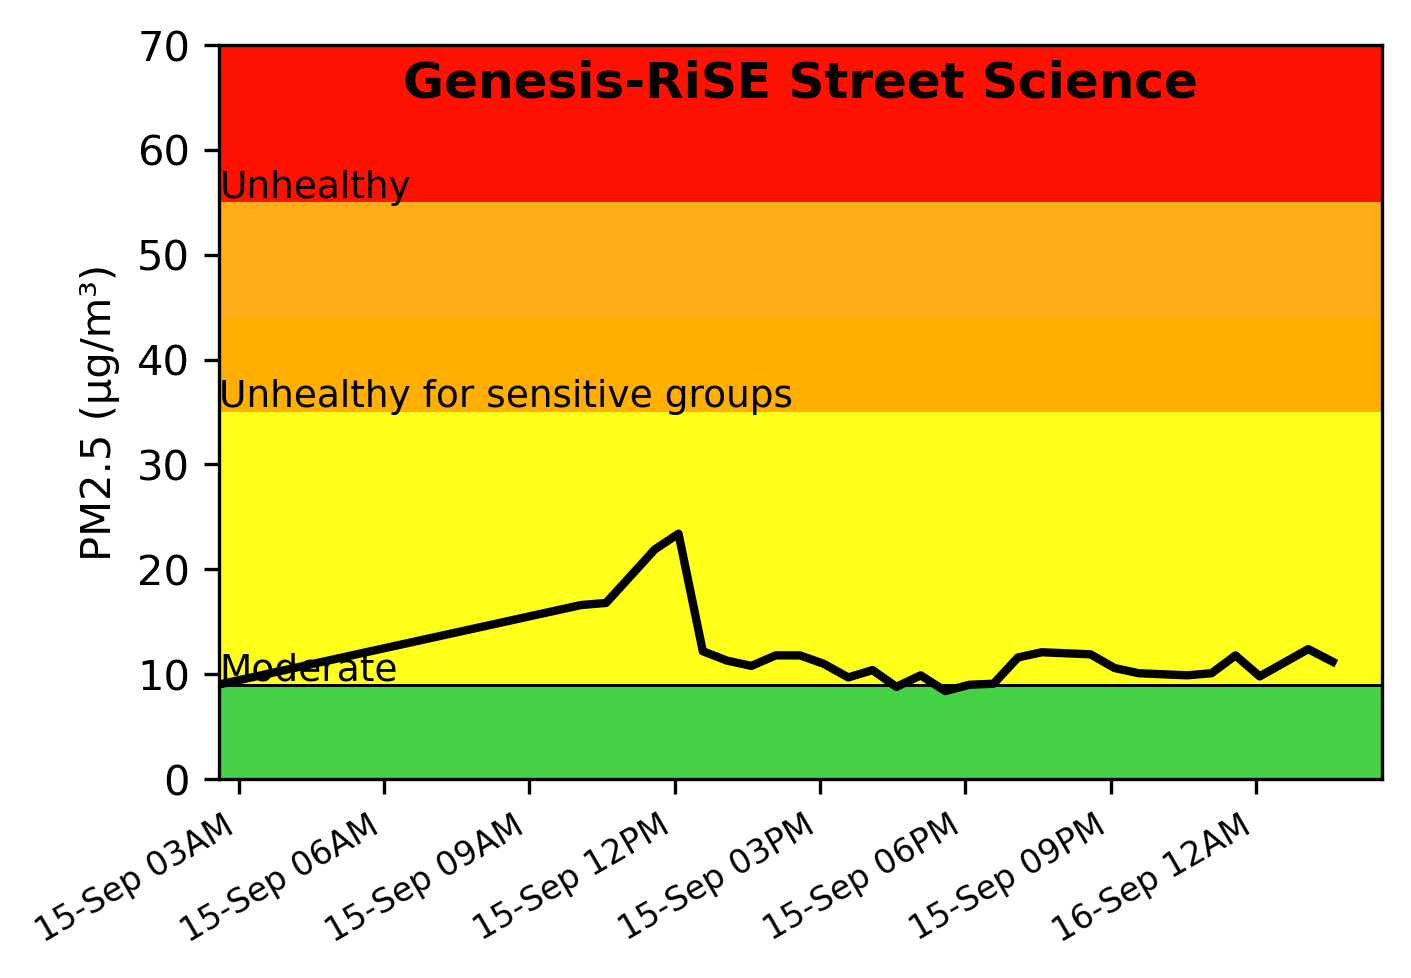 Genesis-RiSE Street Science
70
60
50
40
30
20
10
0
PM2.5 (µg/m³)
Unhealthy
Unhealthy for sensitive groups
Moderate
15-Sep 03AM
15-Sep 06AM
15-Sep 09AM
15-Sep 12PM
15-Sep 03PM
15-Sep 06PM
15-Sep 09PM
16-Sep 12AM